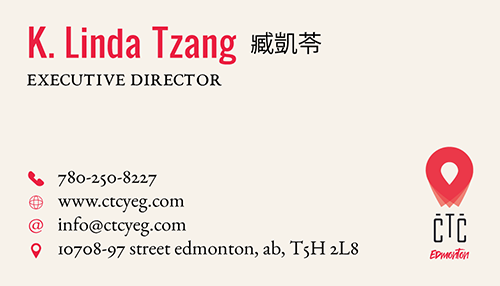 K. Linda Tzang 臧凱苓
EXECUTIVE DIRECTOR
780-250-8227
www.ctcyeg.com
info@ctcyeg.com
10708-97 street edmonton, ab, T5H 2L8
CTC
EDmonton